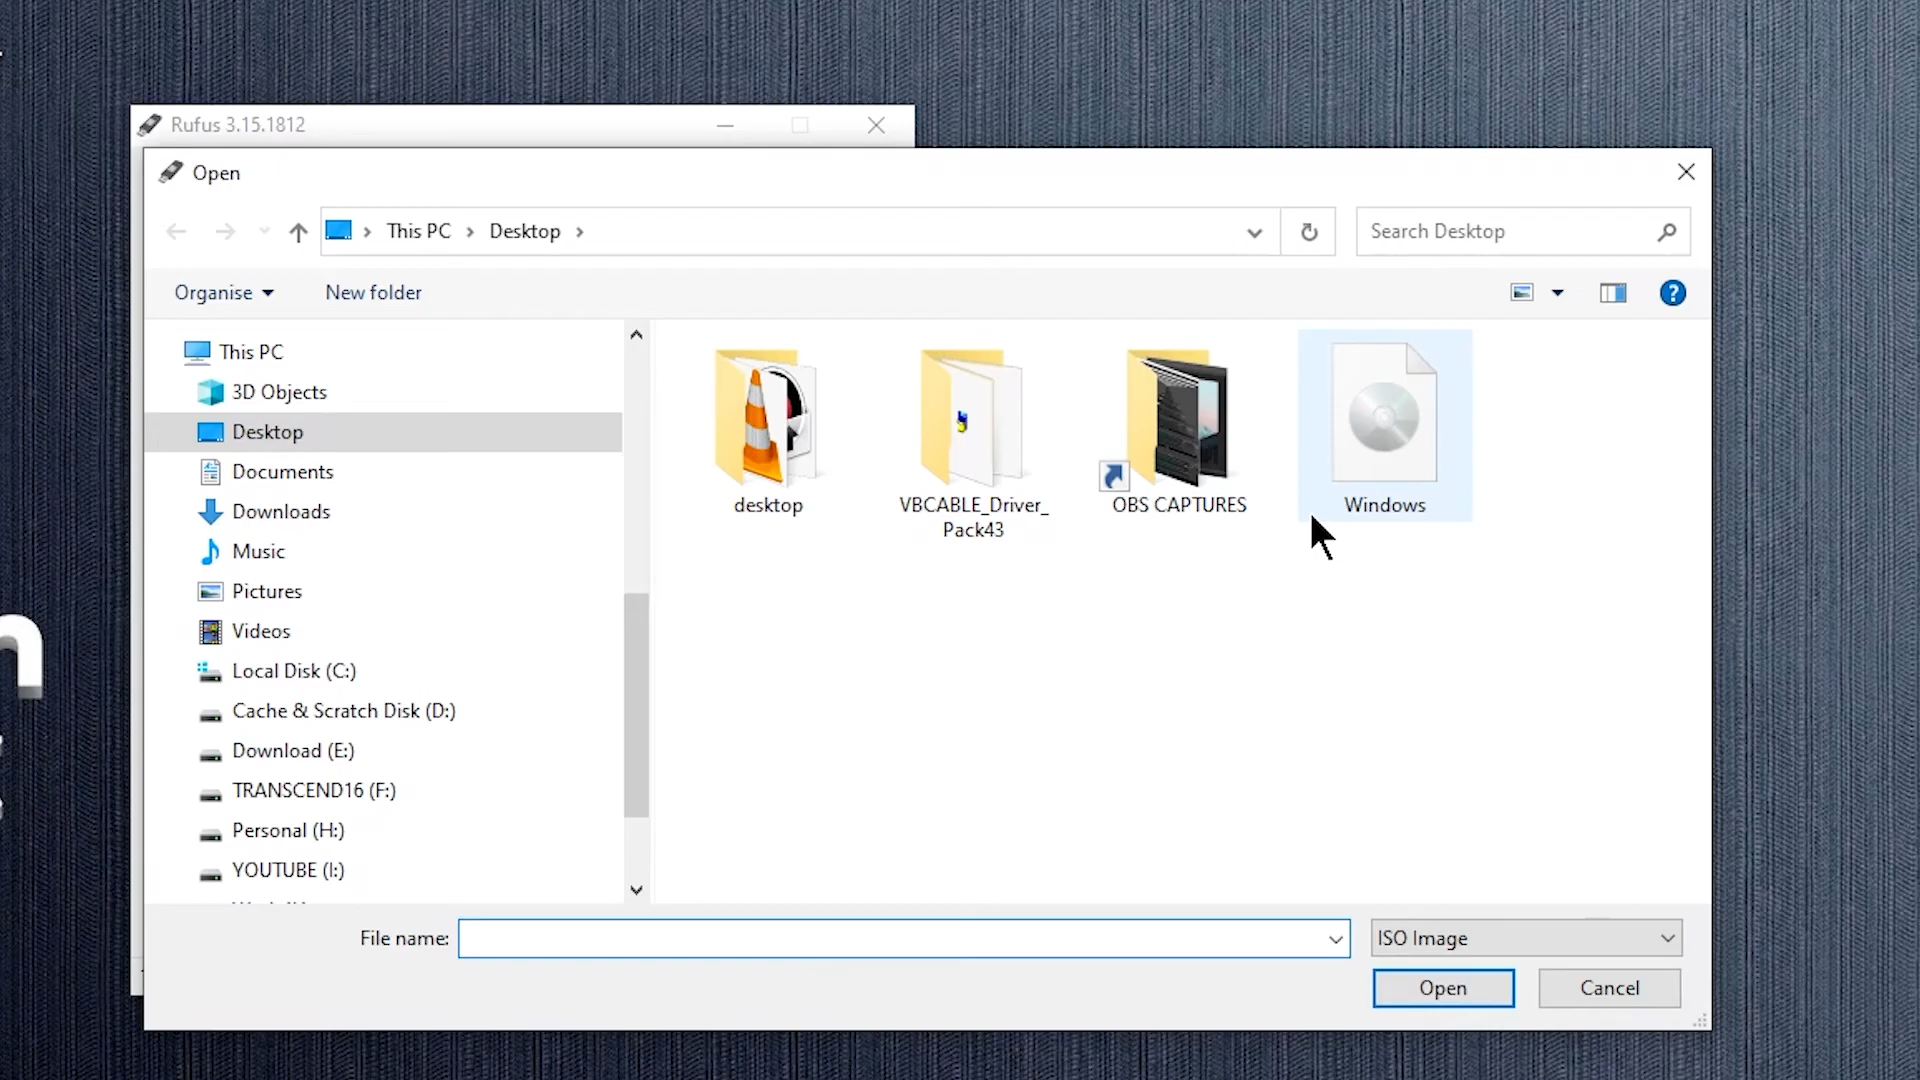 Rufus 3.15.1812
Open
This PC
Desktop
Search Desktop
Organise
New folder
?
This PC
3D Objects
Desktop
Documents
Downloads
Music
Pictures
Videos
Local Disk (C:)
Cache & Scratch Disk (D:)
Download (E:)
TRANSCEND16 (F:)
Personal (H:)
YOUTUBE (I:)
desktop
VBCABLE_Driver_
Pack43
OBS CAPTURES
Windows
File name:
ISO Image
Open
Cancel